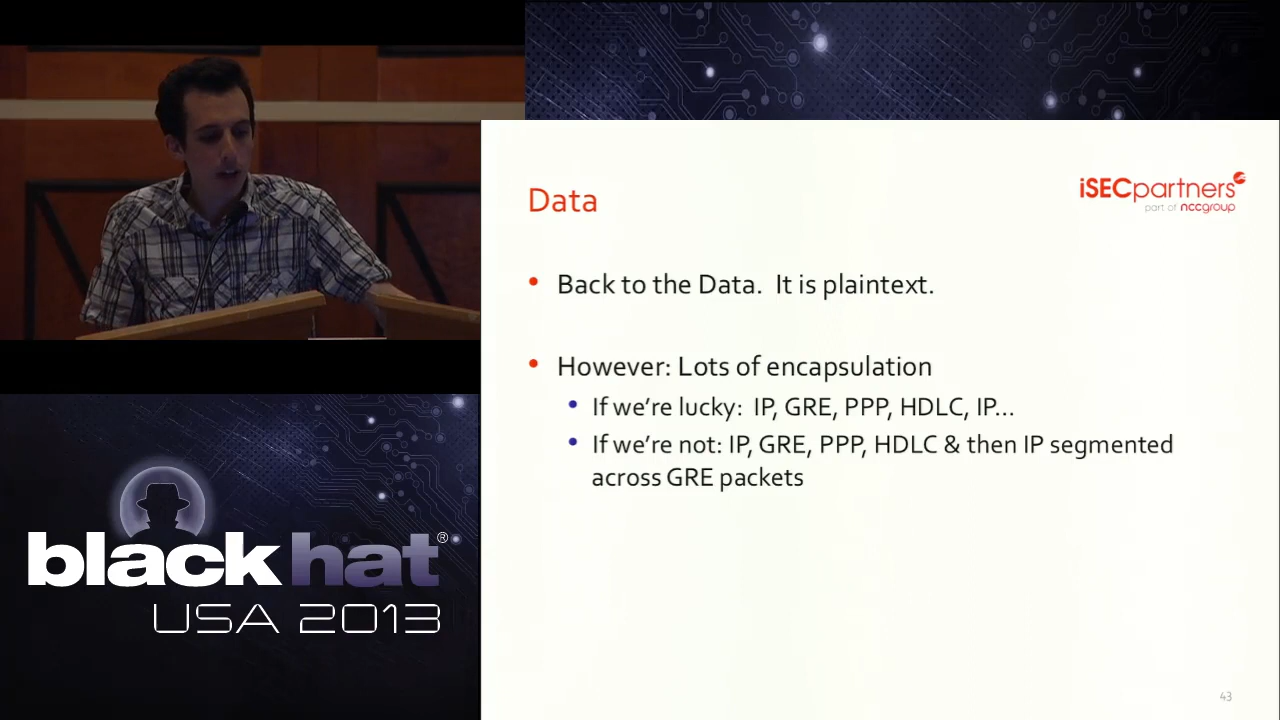 Data
iSECpartners
part of nccgroup
• Back to the Data. It is plaintext.
• However: Lots of encapsulation
• If we're lucky: IP, GRE, PPP, HDLC, IP...
• If we're not: IP, GRE, PPP, HDLC & then IP segmented
across GRE packets
blackhat®
USA 2013
43